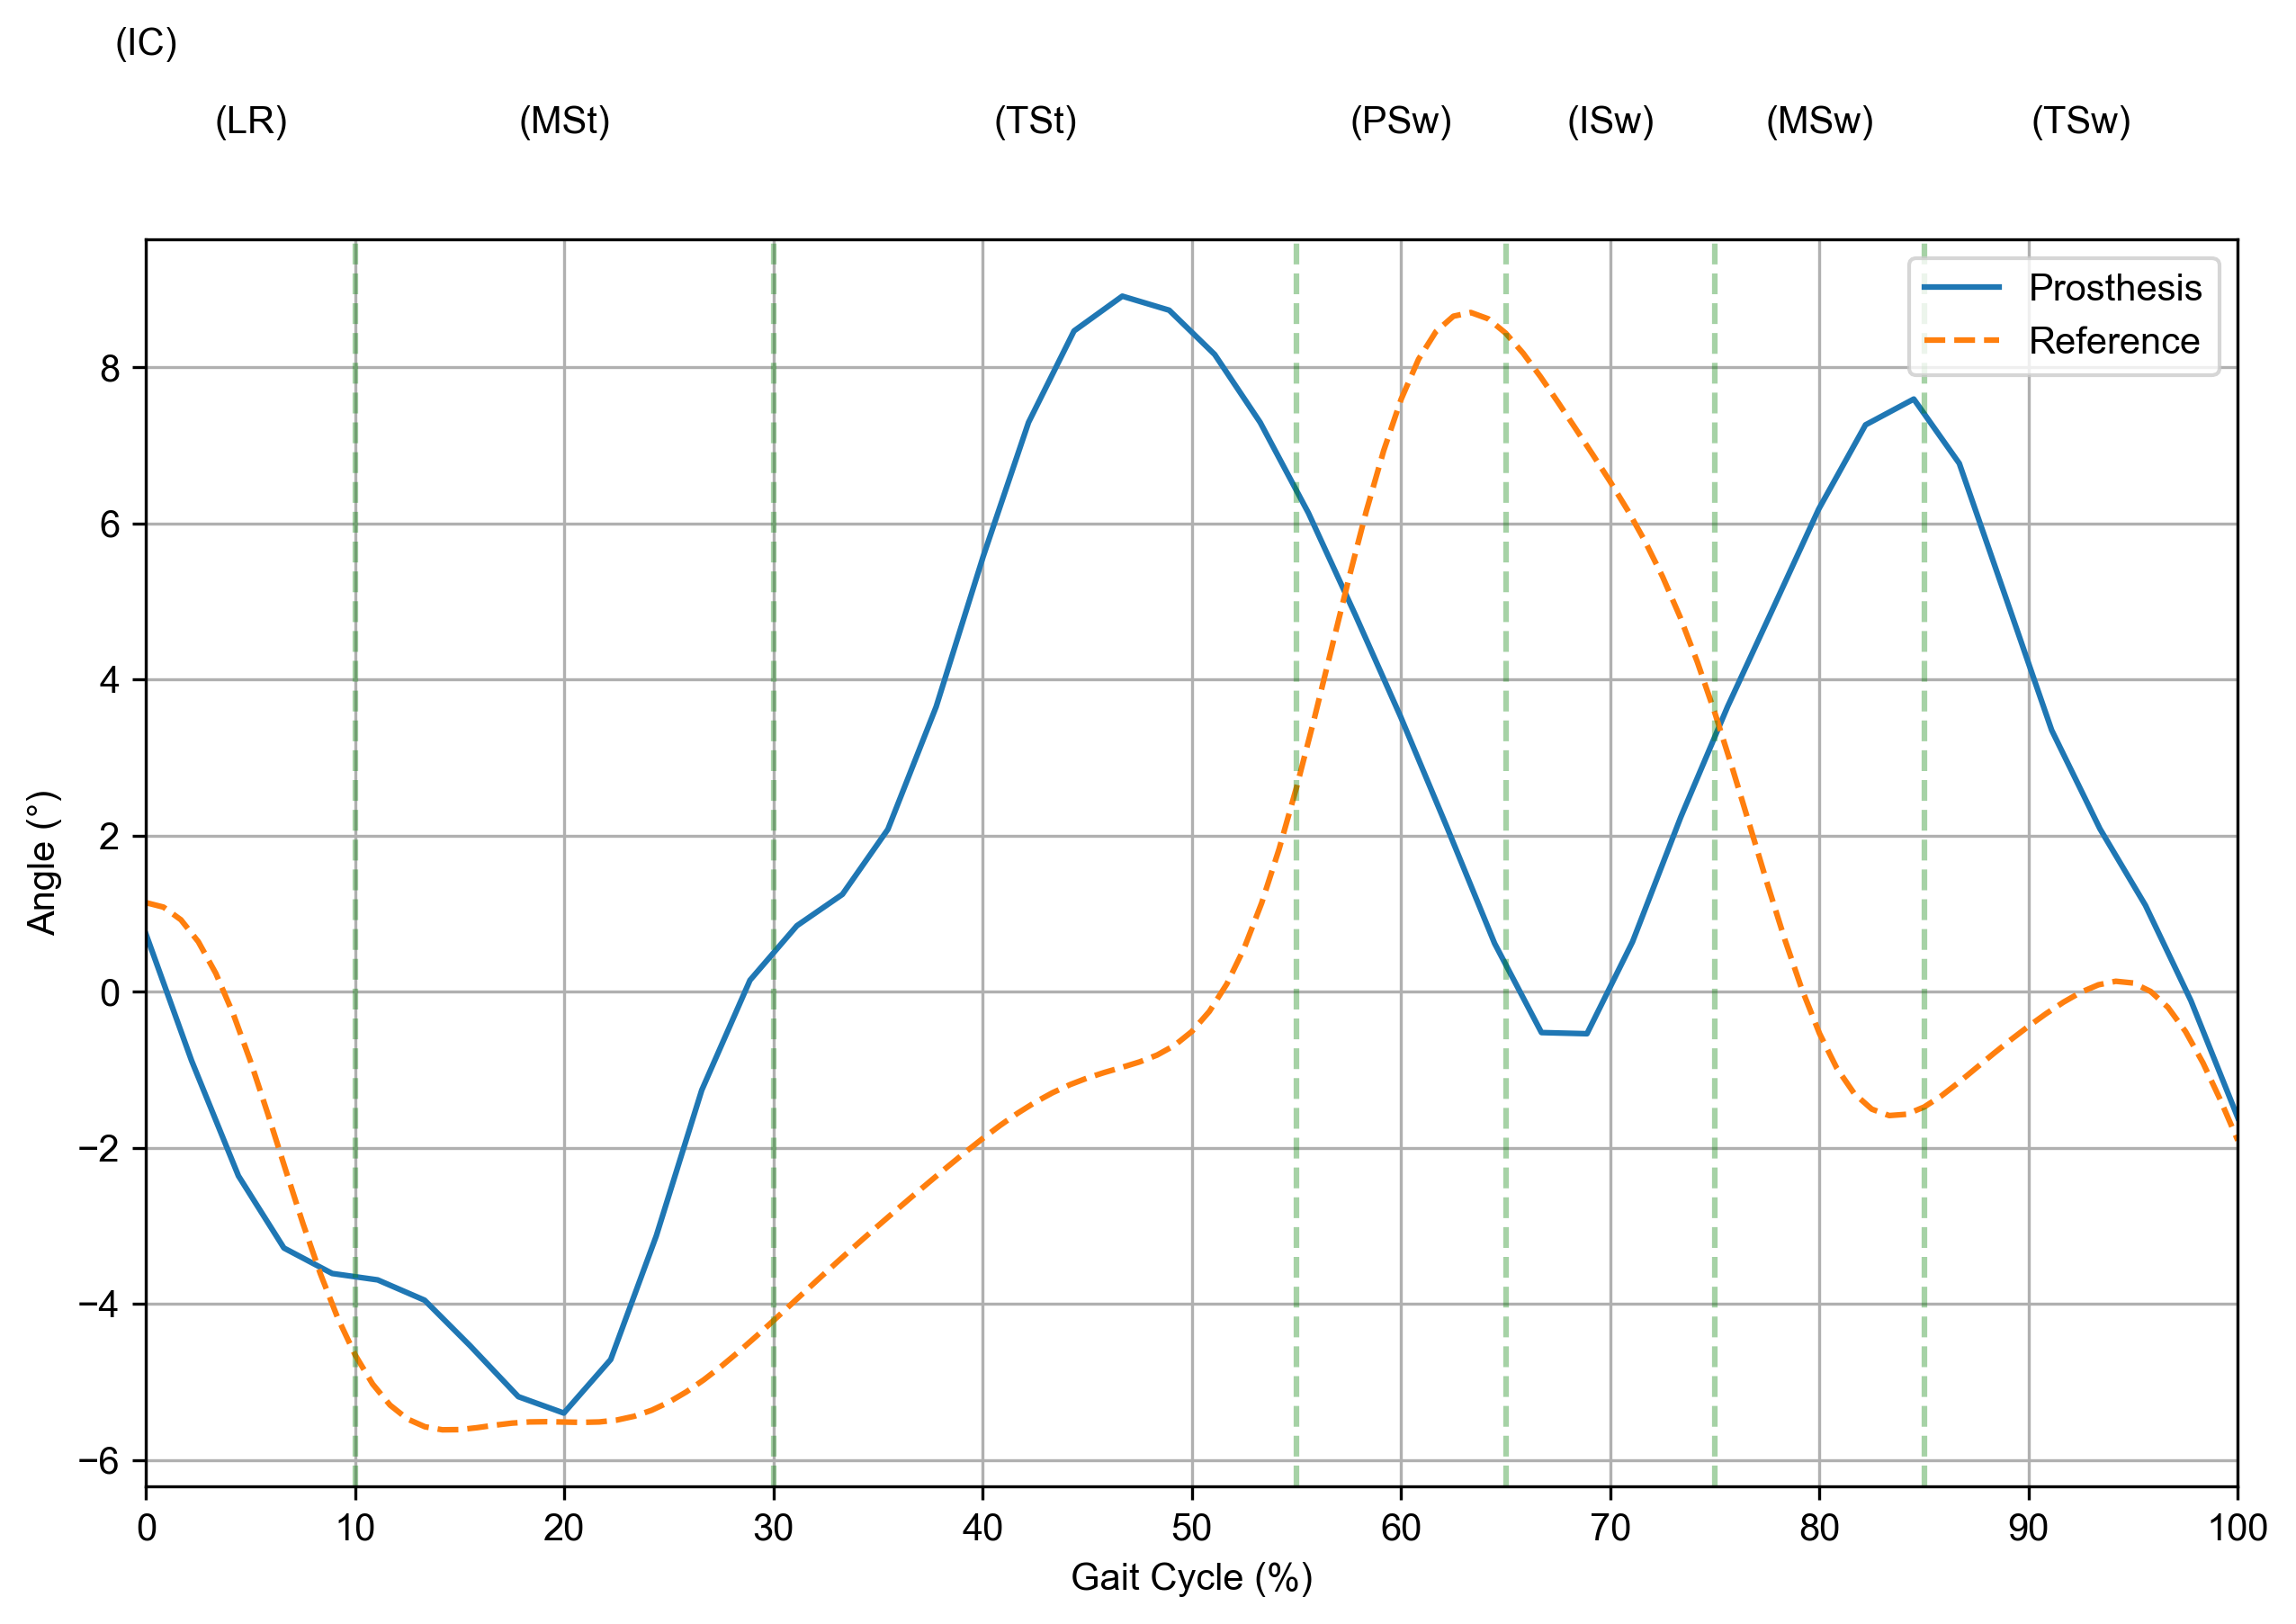 (IC)
(LR) (MSt) (TSt) (PSw) (ISw) (MSw) (TSw)
Prosthesis
Reference
8
6
4
2
0
−2
−4
−6
Angle (°)
0 10 20 30 40 50 60 70 80 90 100
Gait Cycle (%)